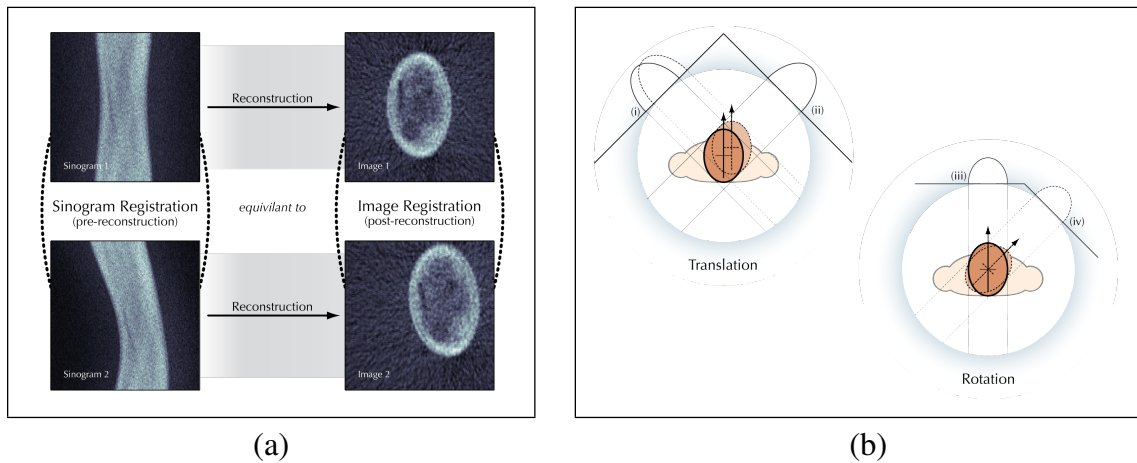 Sinogram 1
Reconstruction
Image 1
Sinogram Registration
(pre-reconstruction)
equivilant to
Image Registration
(post-reconstruction)
Sinogram 2
Reconstruction
Image 2
(a)
(i)
(ii)
Translation
(iii)
(iv)
Rotation
(b)